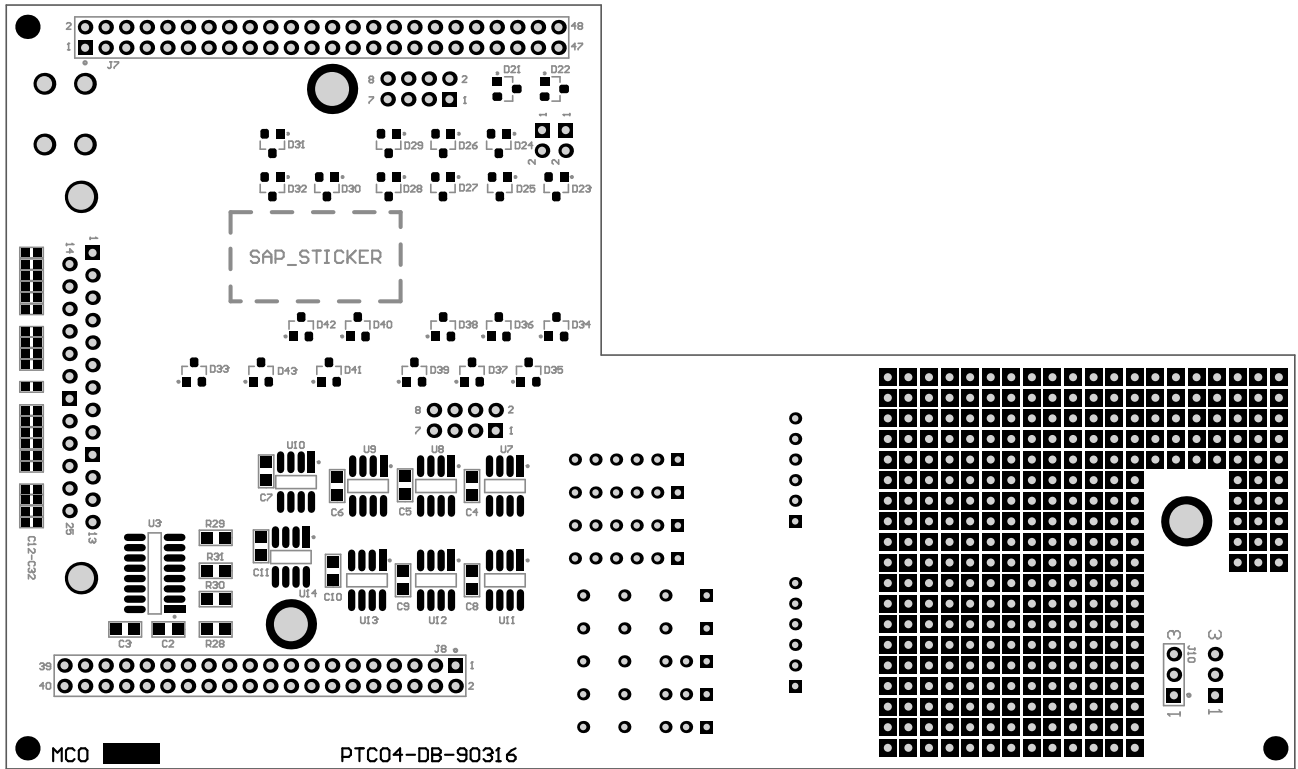 2 48
1 47
J7
8 2
7 1
D21 D22
1 1
2 2
D31 D29 D26 D24
D32 D30 D28 D27 D25 D23
SAP_STICKER
14 1
25 13
C12-C32
D42 D40 D38 D36 D34
D33 D43 D41 D39 D37 D35
8 2
7 1
U10 U9 U8 U7
C7 C6 C5 C4
U3 R29
R31
R30
R28
C3 C2
C11 U14 C10 C9 C8
U13 U12 U11
J8
39 1
40 2
3 3
J10
1 1
MCO PTC04-DB-90316